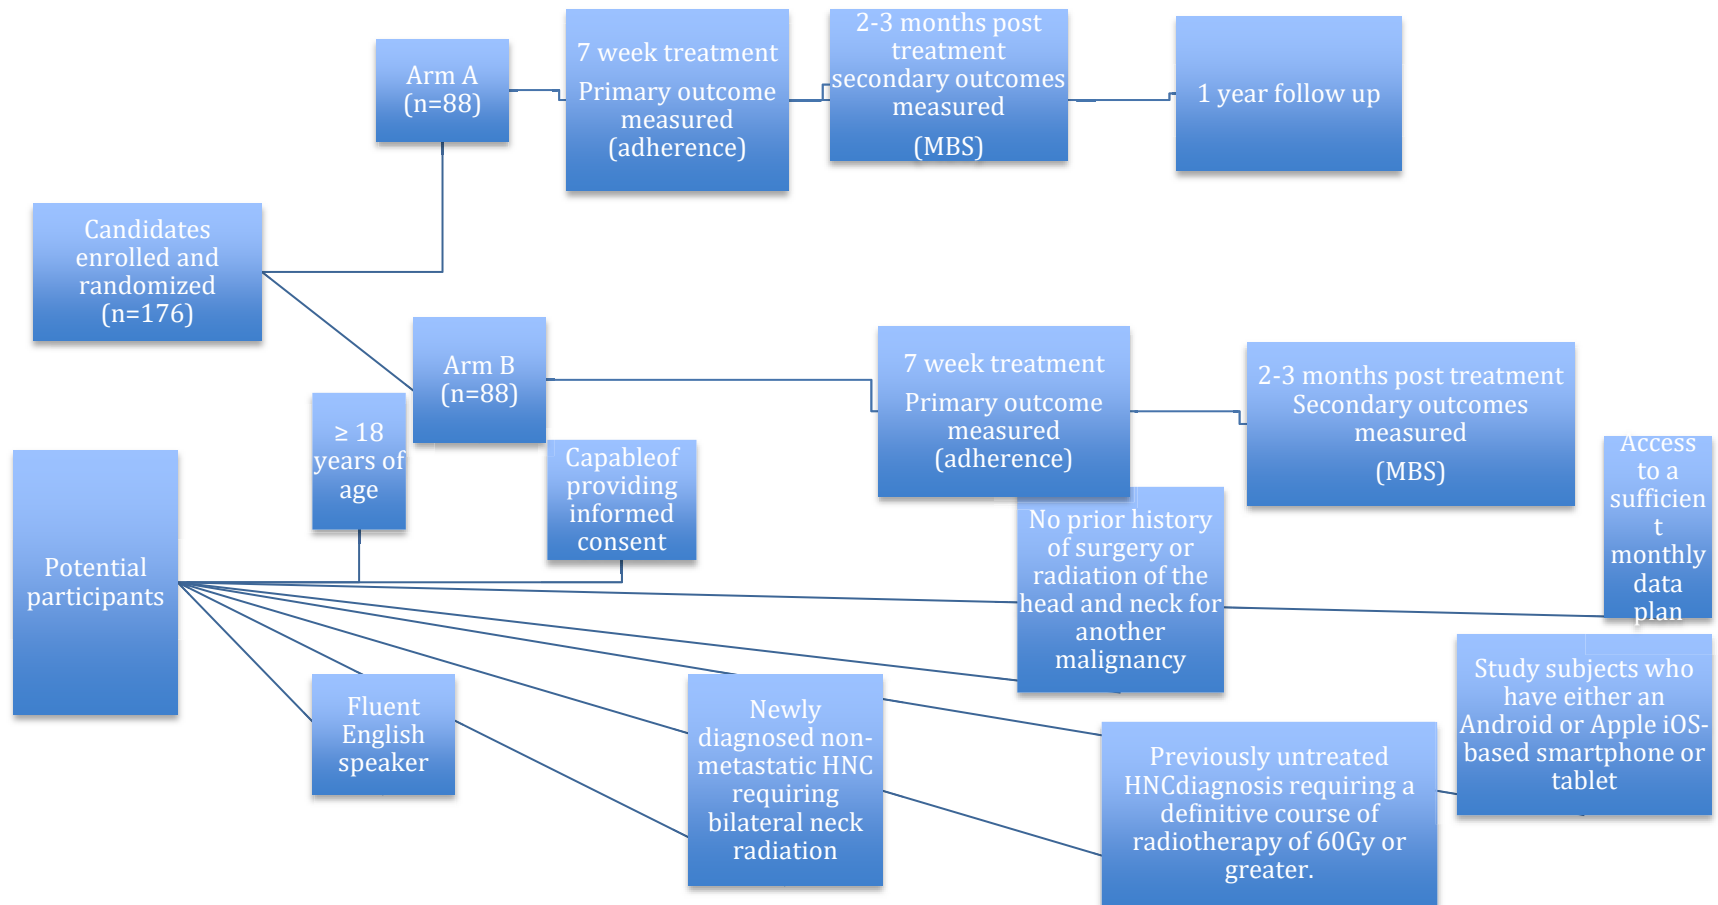 Candidates
enrolled and
randomized
(n=176)
Arm A
(n=88)
7 week treatment
Primary outcome
measured
(adherence)
2-3 months post
treatment
secondary outcomes
measured
(MBS)
1 year follow up
Arm B
(n=88)
7 week treatment
Primary outcome
measured
(adherence)
2-3 months post treatment
Secondary outcomes
measured
(MBS)
Potential
participants
≥ 18
years of
age
Capableof
providing
informed
consent
No prior history
of surgery or
radiation of the
head and neck for
another
malignancy
Access
to a
sufficien
t
monthly
data
plan
Fluent
English
speaker
Newly
diagnosed non-
metastatic HNC
requiring
bilateral neck
radiation
Previously untreated
HNCdiagnosis requiring a
definitive course of
radiotherapy of 60Gy or
greater.
Study subjects who
have either an
Android or Apple iOS-
based smartphone or
tablet